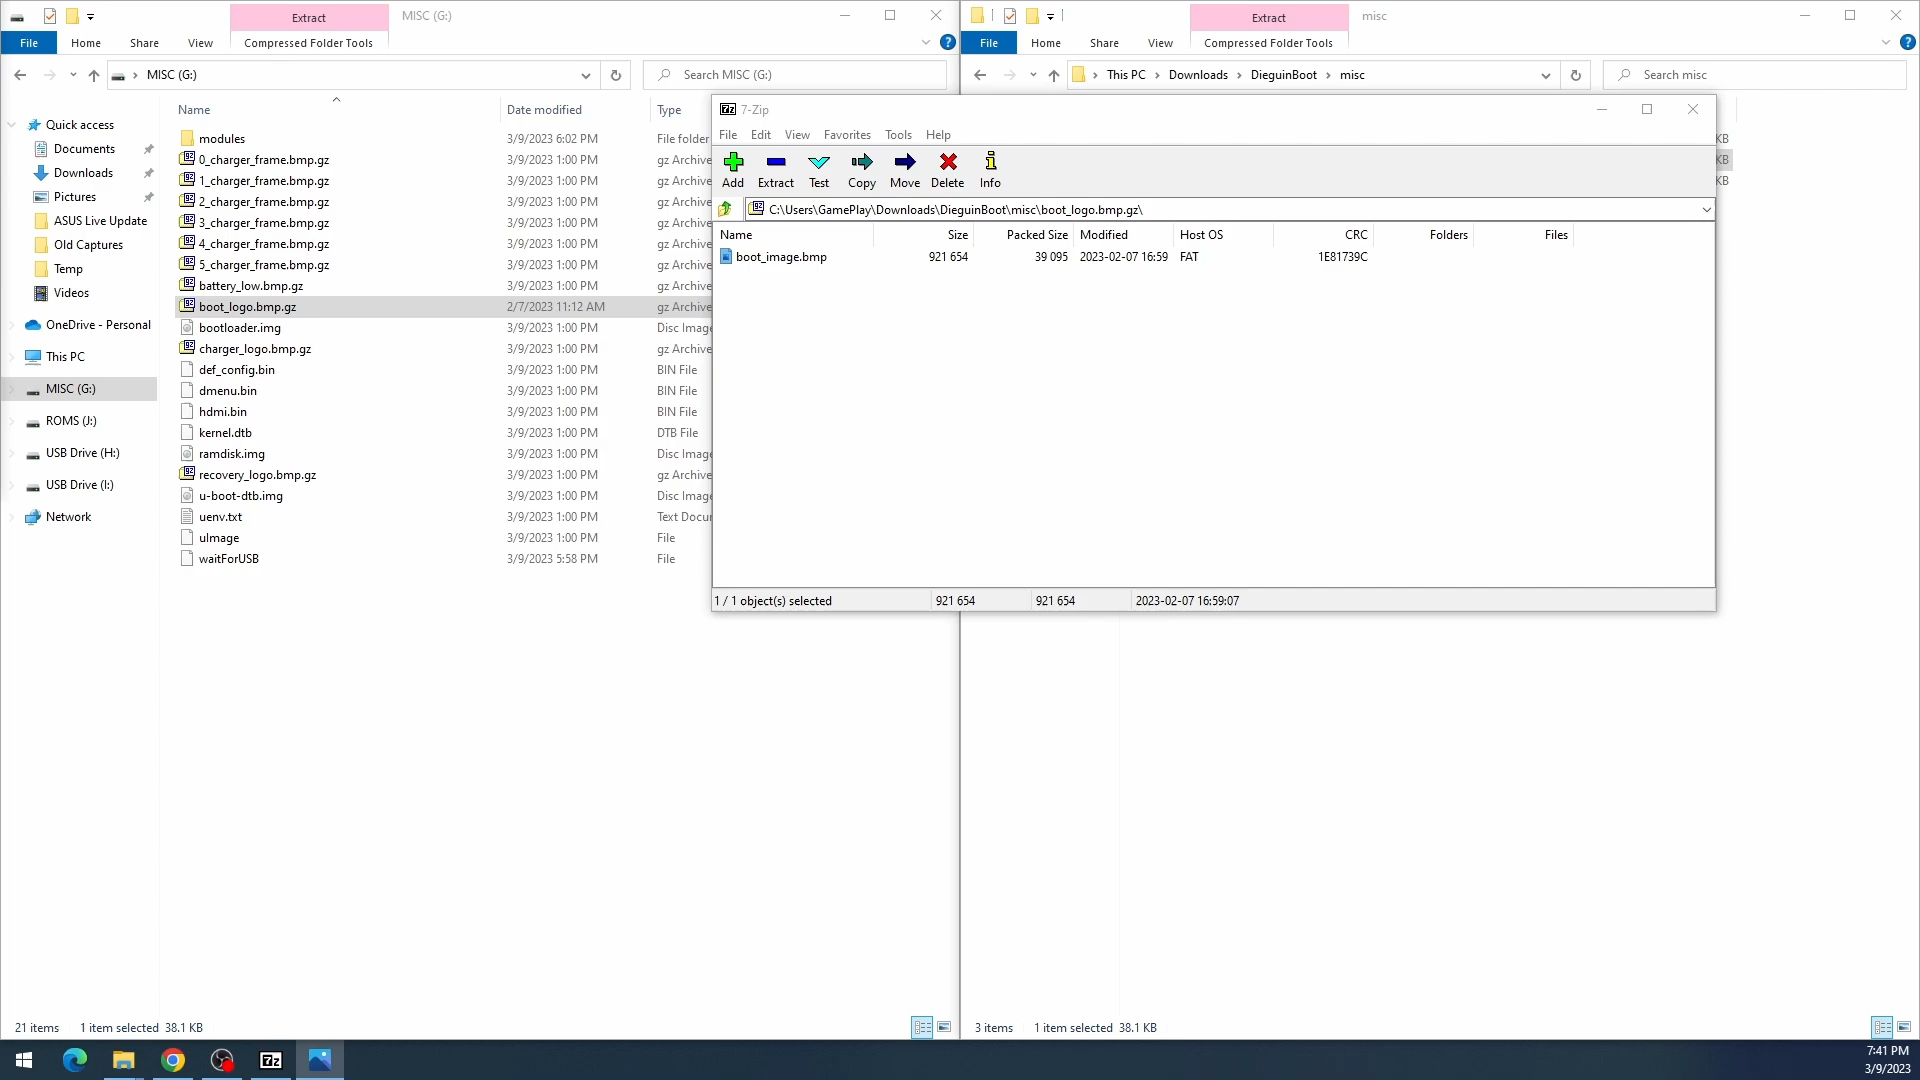 Extract
MISC (G:)
File
Home
Share
View
Compressed Folder Tools
MISC (G:)
Search MISC (G:)
Quick access
Documents
Downloads
Pictures
ASUS Live Update
Old Captures
Temp
Videos
OneDrive - Personal
This PC
MISC (G:)
ROMS (J:)
USB Drive (H:)
USB Drive (I:)
Network
Name Date modified Type
modules 3/9/2023 6:02 PM File folder
0_charger_frame.bmp.gz 3/9/2023 1:00 PM gz Archive
1_charger_frame.bmp.gz 3/9/2023 1:00 PM gz Archive
2_charger_frame.bmp.gz 3/9/2023 1:00 PM gz Archive
3_charger_frame.bmp.gz 3/9/2023 1:00 PM gz Archive
4_charger_frame.bmp.gz 3/9/2023 1:00 PM gz Archive
5_charger_frame.bmp.gz 3/9/2023 1:00 PM gz Archive
battery_low.bmp.gz 3/9/2023 1:00 PM gz Archive
boot_logo.bmp.gz 2/7/2023 11:12 AM gz Archive
bootloader.img 3/9/2023 1:00 PM Disc Image
charger_logo.bmp.gz 3/9/2023 1:00 PM gz Archive
def_config.bin 3/9/2023 1:00 PM BIN File
dmenu.bin 3/9/2023 1:00 PM BIN File
hdmi.bin 3/9/2023 1:00 PM BIN File
kernel.dtb 3/9/2023 1:00 PM DTB File
ramdisk.img 3/9/2023 1:00 PM Disc Image
recovery_logo.bmp.gz 3/9/2023 1:00 PM gz Archive
u-boot-dtb.img 3/9/2023 1:00 PM Disc Image
uenv.txt 3/9/2023 1:00 PM Text Docu
uImage 3/9/2023 1:00 PM File
waitForUSB 3/9/2023 5:58 PM File
21 items 1 item selected 38.1 KB
Extract
misc
File
Home
Share
View
Compressed Folder Tools
This PC > Downloads > DieguinBoot > misc
Search misc
KB
KB
KB
7z 7-Zip
File Edit View Favorites Tools Help
Add Extract Test Copy Move Delete Info
C:\Users\GamePlay\Downloads\DieguinBoot\misc\boot_logo.bmp.gz\
Name Size Packed Size Modified Host OS CRC Folders Files
boot_image.bmp 921 654 39 095 2023-02-07 16:59 FAT 1E81739C
1 / 1 object(s) selected 921 654 921 654 2023-02-07 16:59:07
3 items 1 item selected 38.1 KB
7z
7:41 PM
3/9/2023